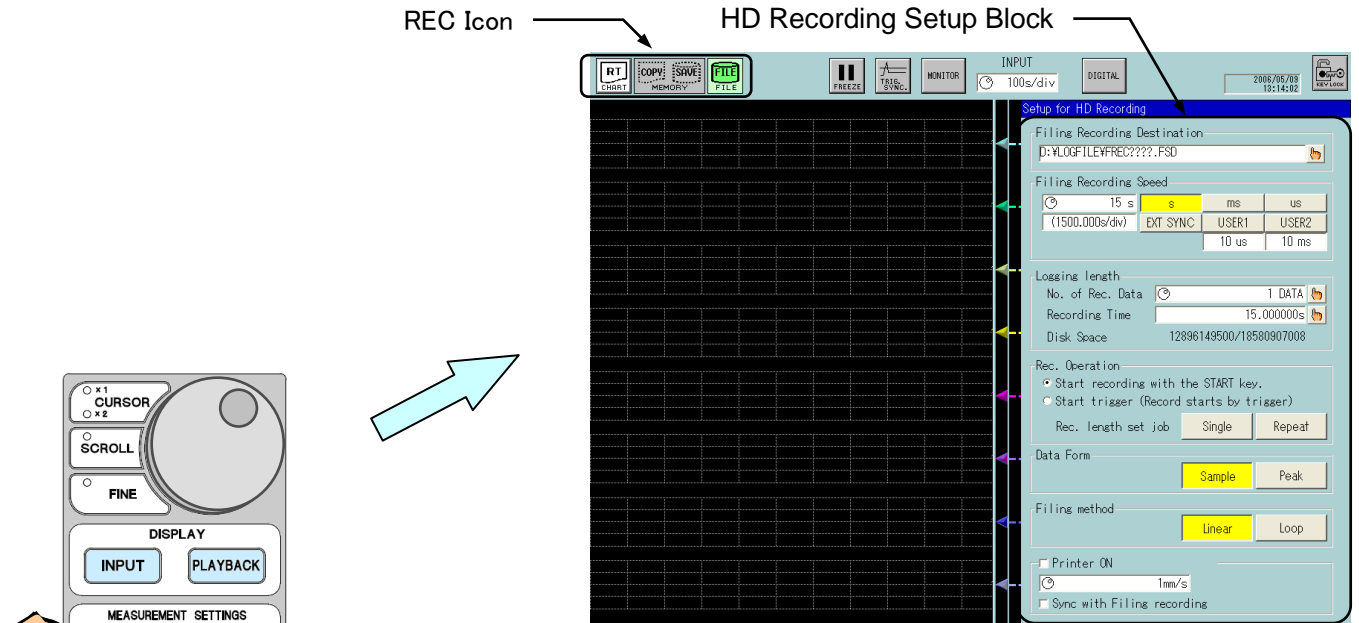 REC Icon
HD Recording Setup Block
RT
CHART
COPY SAVE
MEMORY
FILE
FILE
FREEZE
TRIG.
SYNC.
MONITOR
INPUT
100s/div
DIGITAL
2006/05/09
13:14:02
KEY LOCK
Setup for HD Recording
Filing Recording Destination
D:¥LOGFILE¥FREC????.FSD
Filing Recording Speed
15 s s ms us
(1500.000s/div) EXT SYNC USER1 USER2
10 us 10 ms
Logging length
No. of Rec. Data 1 DATA
Recording Time 15.000000s
Disk Space 12896149500/18580907008
Rec. Operation
Start recording with the START key.
Start trigger (Record starts by trigger)
Rec. length set job Single Repeat
Data Form
Sample Peak
Filing method
Linear Loop
Printer ON
1mm/s
Sync with Filing recording
×1
CURSOR
×2
SCROLL
FINE
DISPLAY
INPUT PLAYBACK
MEASUREMENT SETTINGS